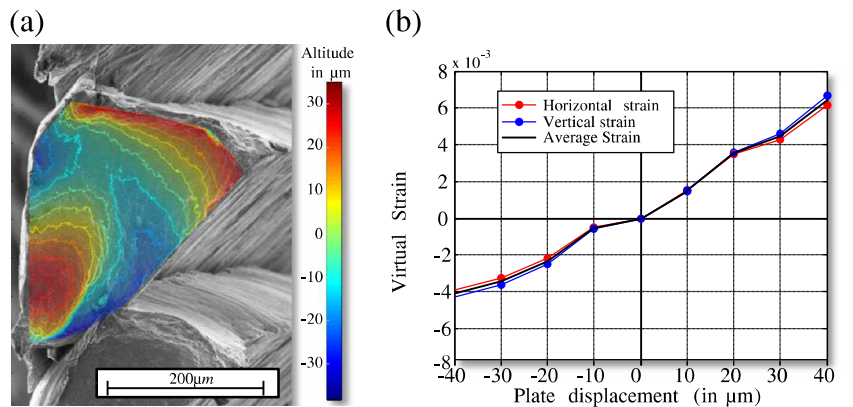 (a)
Altitude
in µm
30
20
10
0
-10
-20
-30
200µm
(b)
x 10⁻³
8
6
4
2
0
-2
-4
-6
-8
Virtual Strain
Horizontal strain
Vertical strain
Average Strain
-40 -30 -20 -10 0 10 20 30 40
Plate displacement (in µm)